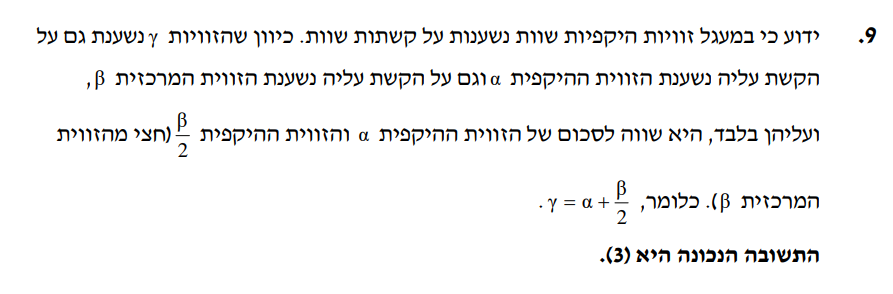 9. ידוע כי במעגל זוויות היקפיות שוות נשענות על קשתות שוות. כיוון שהזוויות γ נשענת גם על
הקשת עליה נשענת הזווית ההיקפית α וגם על הקשת עליה נשענת הזווית המרכזית β,
ועליהן בלבד, היא שווה לסכום של הזווית ההיקפית α והזווית ההיקפית β/2 (חצי מהזווית
המרכזית β). כלומר, γ = α + β/2.
התשובה הנכונה היא (3).